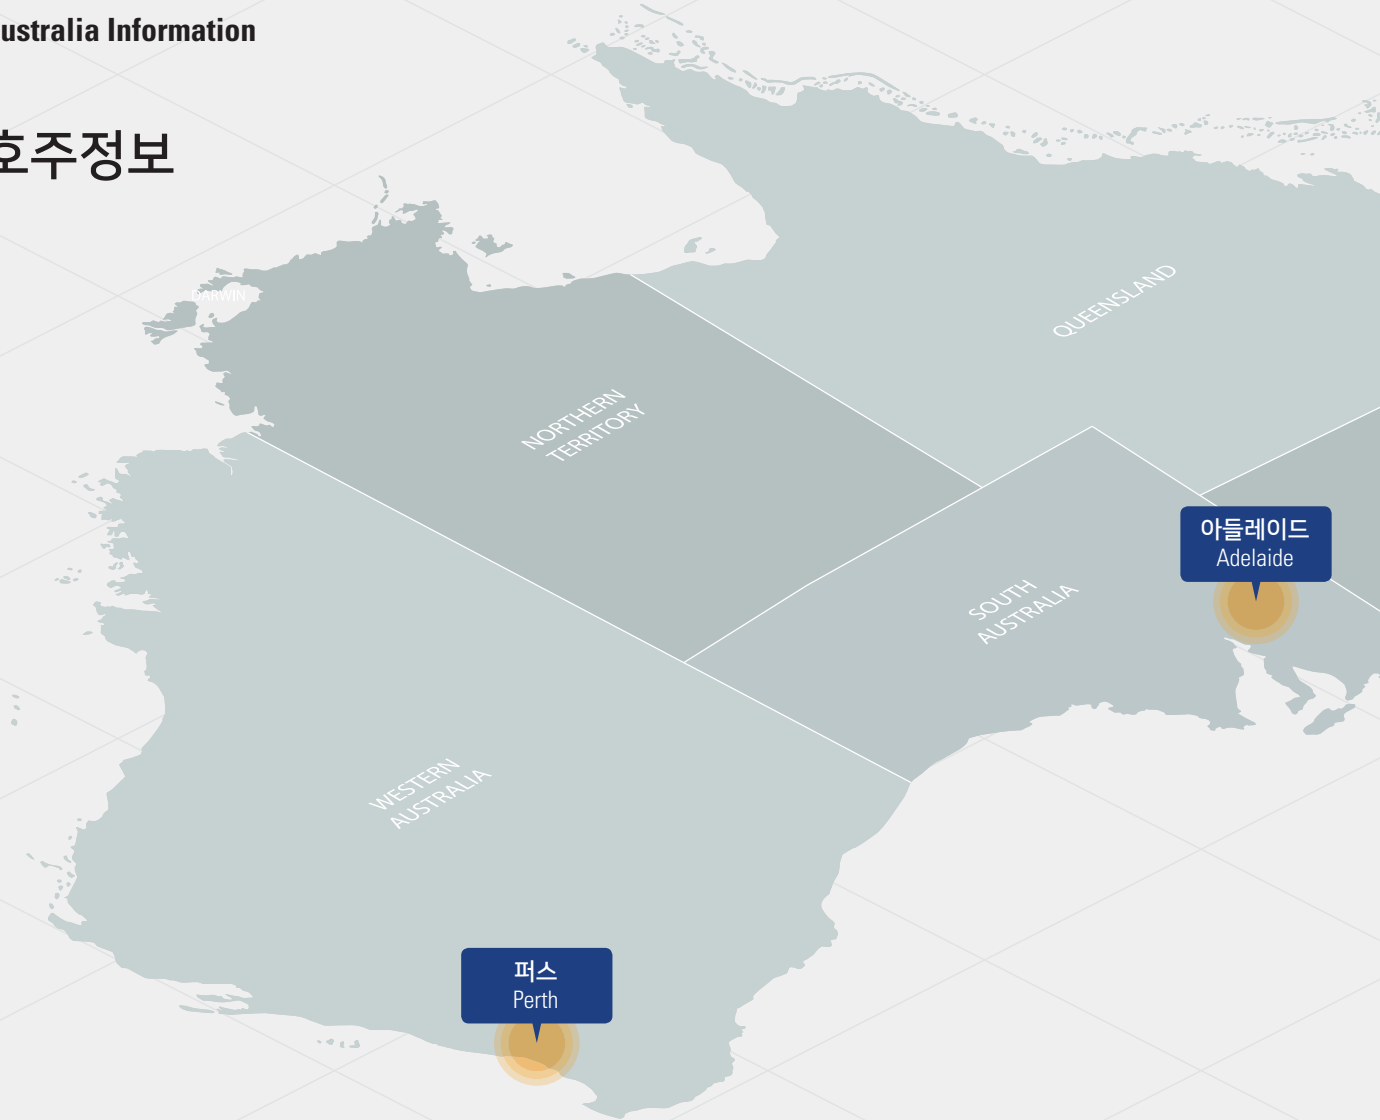 ustralia Information
호주정보
DARWIN
QUEENSLAND
NORTHERN
TERRITORY
아들레이드
Adelaide
SOUTH
AUSTRALIA
WESTERN
AUSTRALIA
퍼스
Perth